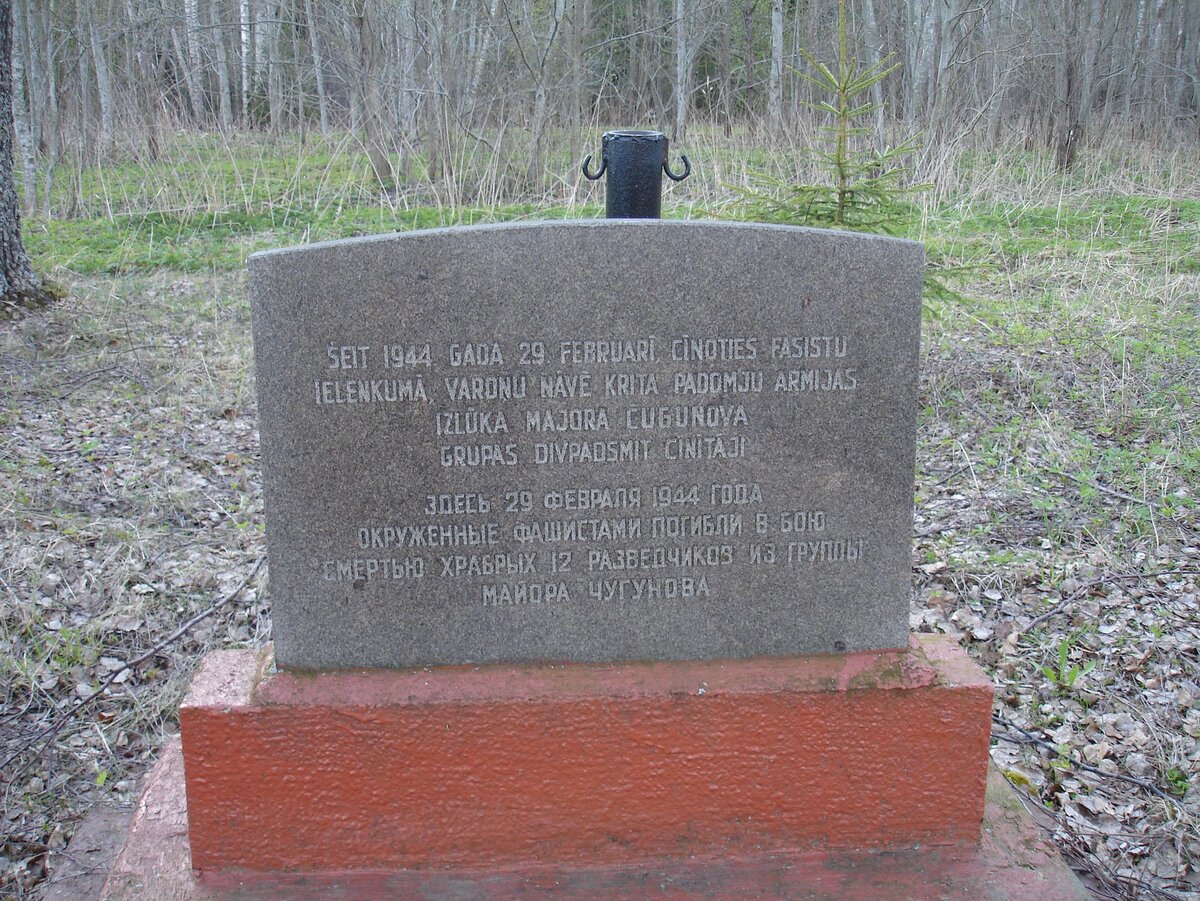 ŠEIT 1944. GADA 29. FEBRUARĪ, CĪNOTIES FAŠISTU
IELENKUMĀ, VAROŅU NĀVĒ KRITA PADOMJU ARMIJAS
IZLŪKA MAJORA ČUGUNOVA
GRUPAS DIVPADSMIT CĪNĪTĀJI
ЗДЕСЬ 29 ФЕВРАЛЯ 1944 ГОДА
ОКРУЖЕННЫЕ ФАШИСТАМИ ПОГИБЛИ В БОЮ
СМЕРТЬЮ ХРАБРЫХ 12 РАЗВЕДЧИКОВ ИЗ ГРУППЫ
МАЙОРА ЧУГУНОВА